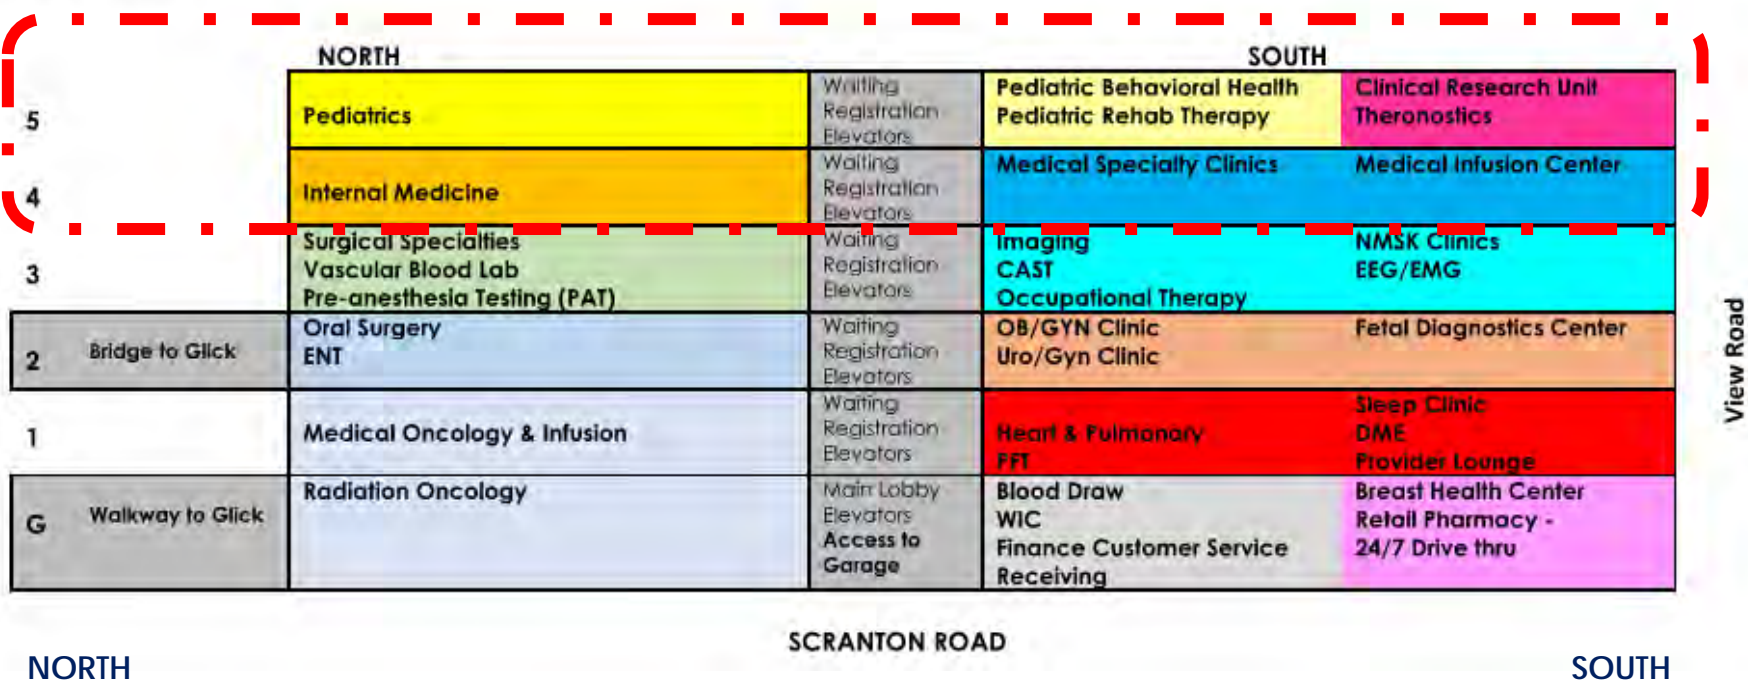 NORTH
SOUTH
5
Pediatrics
Waiting
Registration
Elevators
Pediatric Behavioral Health
Pediatric Rehab Therapy
Clinical Research Unit
Theronostics
4
Internal Medicine
Waiting
Registration
Elevators
Medical Specialty Clinics
Medical Infusion Center
3
Surgical Specialties
Vascular Blood Lab
Pre-anesthesia Testing (PAT)
Waiting
Registration
Elevators
Imaging
CAST
Occupational Therapy
NMSK Clinics
EEG/EMG
2
Bridge to Glick
Oral Surgery
ENT
Waiting
Registration
Elevators
OB/GYN Clinic
Uro/Gyn Clinic
Fetal Diagnostics Center
1
Medical Oncology & Infusion
Waiting
Registration
Elevators
Heart & Pulmonary
PFT
Sleep Clinic
DME
Provider Lounge
G
Walkway to Glick
Radiation Oncology
Main Lobby
Elevators
Access to
Garage
Blood Draw
WIC
Finance Customer Service
Receiving
Breast Health Center
Retail Pharmacy -
24/7 Drive thru
View Road
SCRANTON ROAD
NORTH
SOUTH